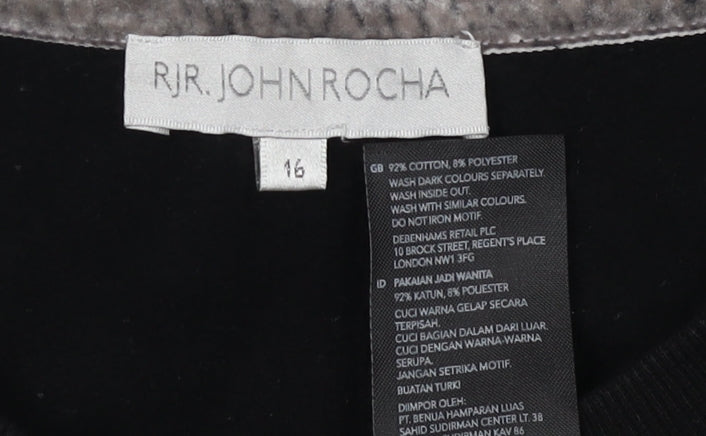 RJR. JOHN ROCHA
16
GB 92% COTTON, 8% POLYESTER
WASH DARK COLOURS SEPARATELY.
WASH INSIDE OUT.
WASH WITH SIMILAR COLOURS.
DO NOT IRON MOTIF.
DEBENHAMS RETAIL PLC
10 BROCK STREET, REGENT'S PLACE
LONDON NW1 3FG
ID PAKAIAN JADI WANITA
92% KATUN, 8% POLIESTER
CUCI WARNA GELAP SECARA
TERPISAH.
CUCI BAGIAN DALAM DARI LUAR.
CUCI DENGAN WARNA-WARNA
SERUPA.
JANGAN SETRIKA MOTIF.
BUATAN TURKI
DIIMPOR OLEH:
PT. BENUA HAMPARAN LUAS
SAHID SUDIRMAN CENTER LT. 38
SUDIRMAN KAV 86